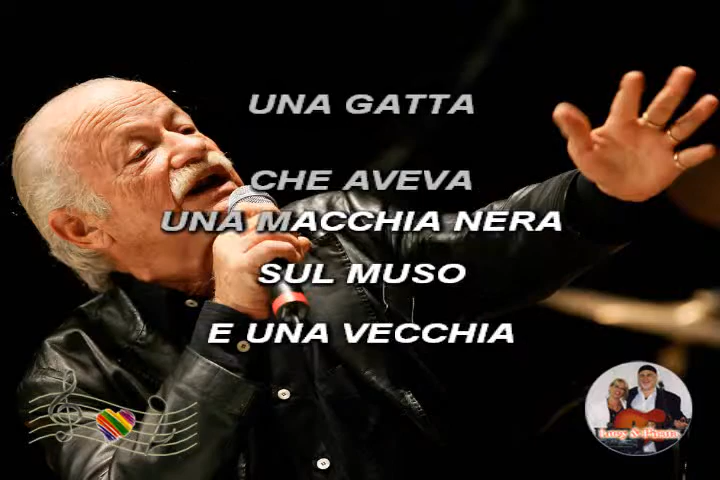 UNA GATTA
CHE AVEVA
UNA MACCHIA NERA
SUL MUSO
E UNA VECCHIA